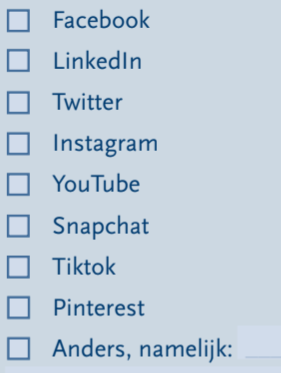 Facebook
LinkedIn
Twitter
Instagram
YouTube
Snapchat
Tiktok
Pinterest
Anders, namelijk: